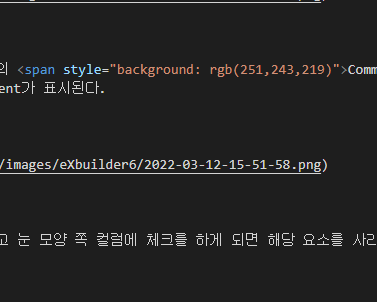 의 <span style="background: rgb(251,243,219)">Comm
ent가 표시된다.
/images/eXbuilder6/2022-03-12-15-51-58.png)
고 눈 모양 쪽 컬럼에 체크를 하게 되면 해당 요소를 사라